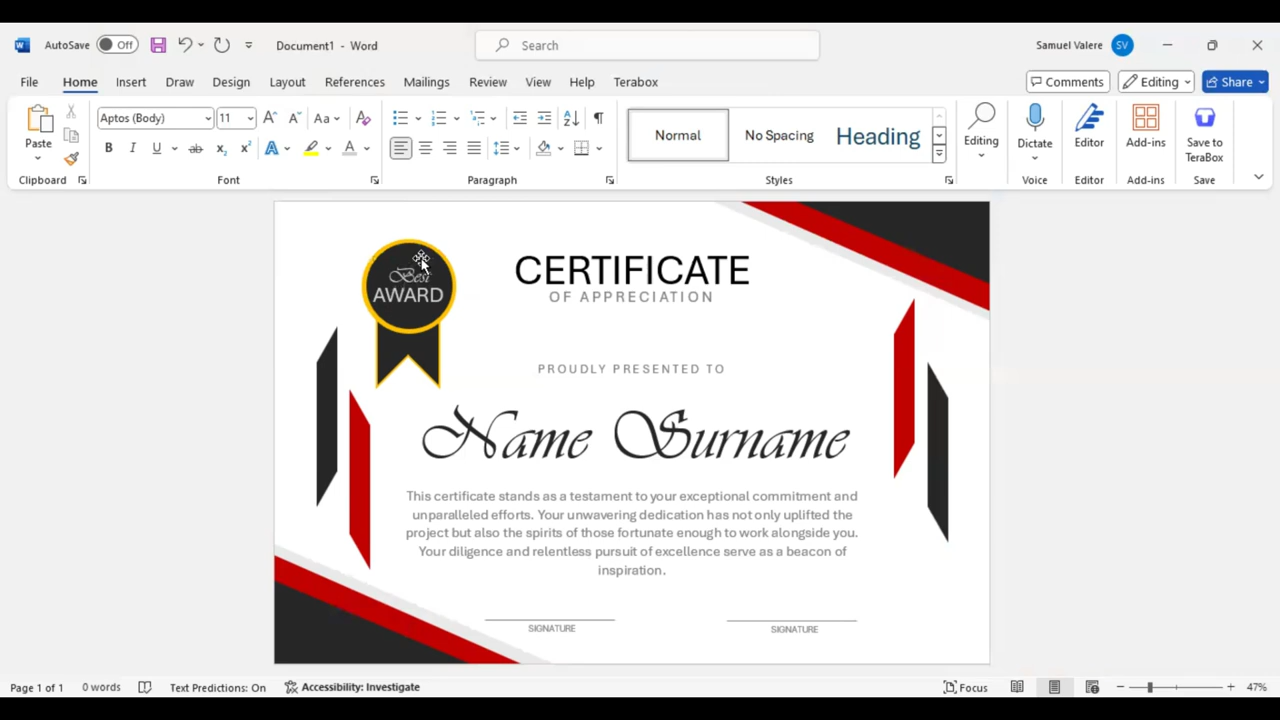 AutoSave Off Document1 - Word Search Samuel Valere SV
File Home Insert Draw Design Layout References Mailings Review View Help Terabox Comments Editing Share
Aptos (Body) 11 Aa
Paste B I U ab x₂ x² A A Normal No Spacing Heading Editing Dictate Editor Add-ins Save to TeraBox
Clipboard Font Paragraph Styles Voice Editor Add-ins Save
Best
AWARD
CERTIFICATE
OF APPRECIATION
PROUDLY PRESENTED TO
Name Surname
This certificate stands as a testament to your exceptional commitment and
unparalleled efforts. Your unwavering dedication has not only uplifted the
project but also the spirits of those fortunate enough to work alongside you.
Your diligence and relentless pursuit of excellence serve as a beacon of
inspiration.
SIGNATURE SIGNATURE
Page 1 of 1 0 words Text Predictions: On Accessibility: Investigate Focus 47%